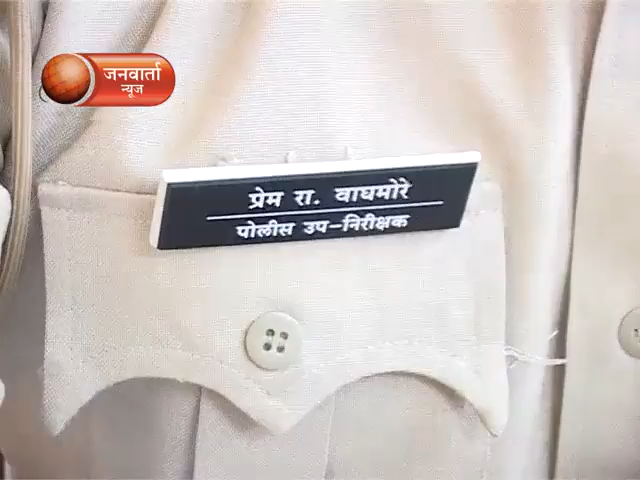 जनवार्ता
न्यूज
प्रेम रा. वाघमोरे
पोलीस उप-निरीक्षक